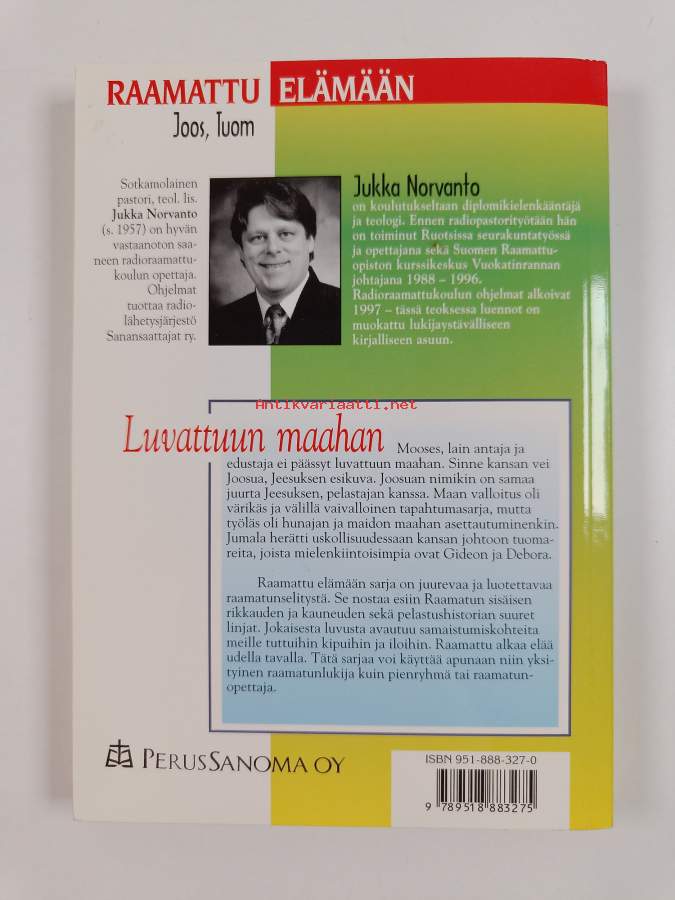 RAAMATTU ELÄMÄÄN
Joos, Tuom
Sotkamolainen
pastori, teol. lis.
Jukka Norvanto
(s. 1957) on hyvän
vastaanoton saa-
neen radioraamattu-
koulun opettaja.
Ohjelmat
tuottaa radio-
lähetysjärjestö
Sanansaattajat ry.
Jukka Norvanto
on koulutukseltaan diplomikielenkääntäjä
ja teologi. Ennen radiopastorityötään hän
on toiminut Ruotsissa seurakuntatyössä
ja opettajana sekä Suomen Raamattu-
opiston kurssikeskus Vuokatinrannan
johtajana 1988 – 1996.
Radioraamattukoulun ohjelmat alkoivat
1997 – tässä teoksessa luennot on
muokattu lukijaystävälliseen
kirjalliseen asuun.
Antikvariaatti.net
Luvattuun maahan Mooses, lain antaja ja
edustaja ei päässyt luvattuun maahan. Sinne kansan vei
Joosua, Jeesuksen esikuva. Joosuan nimikin on samaa
juurta Jeesuksen, pelastajan kanssa. Maan valloitus oli
värikäs ja välillä vaivalloinen tapahtumasarja, mutta
työläs oli hunajan ja maidon maahan asettautuminenkin.
Jumala herätti uskollisuudessaan kansan johtoon tuoma-
reita, joista mielenkiintoisimpia ovat Gideon ja Debora.
Raamattu elämään sarja on juurevaa ja luotettavaa
raamatunselitystä. Se nostaa esiin Raamatun sisäisen
rikkauden ja kauneuden sekä pelastushistorian suuret
linjat. Jokaisesta luvusta avautuu samaistumiskohteita
meille tuttuihin kipuihin ja iloihin. Raamattu alkaa elää
udella tavalla. Tätä sarjaa voi käyttää apunaan niin yksi-
tyinen raamatunlukija kuin pienryhmä tai raamatun-
opettaja.
PERUSSANOMA OY
ISBN 951-888-327-0
9 789518 883275